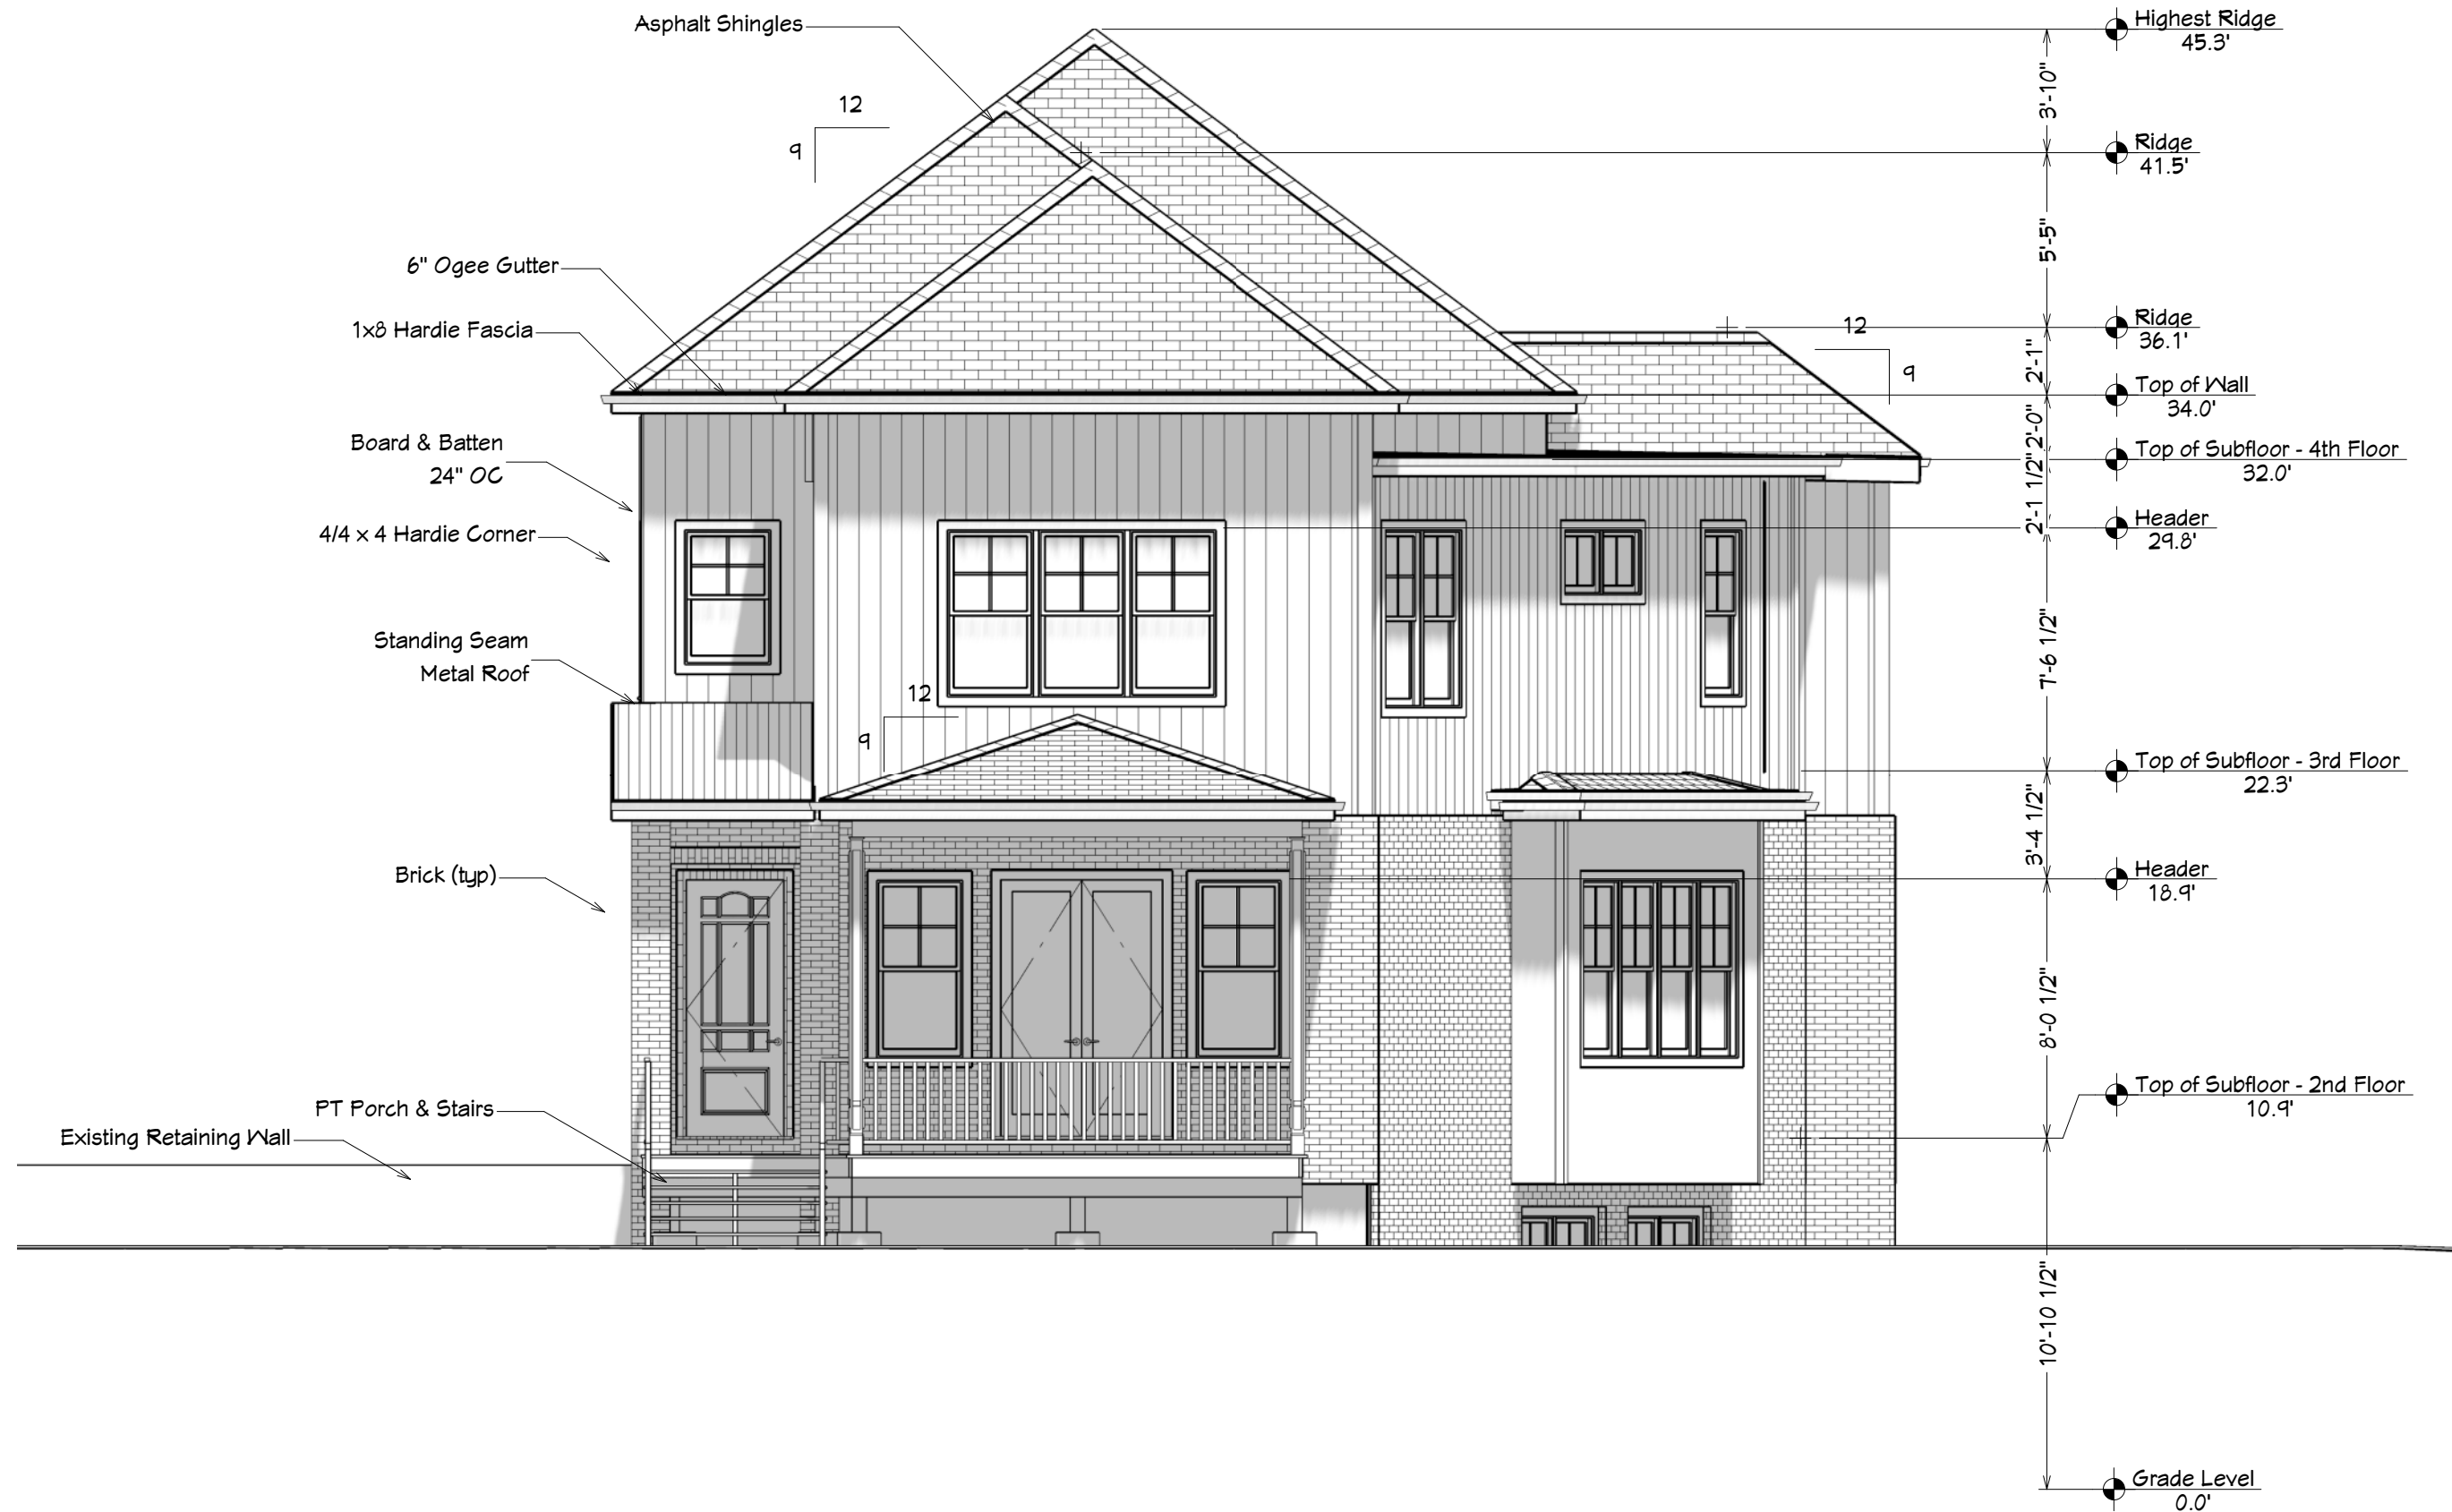 Asphalt Shingles
12
9
6" Ogee Gutter
1x8 Hardie Fascia
Board & Batten
24" OC
4/4 x 4 Hardie Corner
Standing Seam
Metal Roof
12
9
Brick (typ)
PT Porch & Stairs
Existing Retaining Wall
12
9
3'-10"
5'-5"
2'-1"
2'-0"
2'-1 1/2"
7'-6 1/2"
3'-4 1/2"
8'-0 1/2"
10'-10 1/2"
Highest Ridge
45.3'
Ridge
41.5'
Ridge
36.1'
Top of Wall
34.0'
Top of Subfloor - 4th Floor
32.0'
Header
29.8'
Top of Subfloor - 3rd Floor
22.3'
Header
18.9'
Top of Subfloor - 2nd Floor
10.9'
Grade Level
0.0'